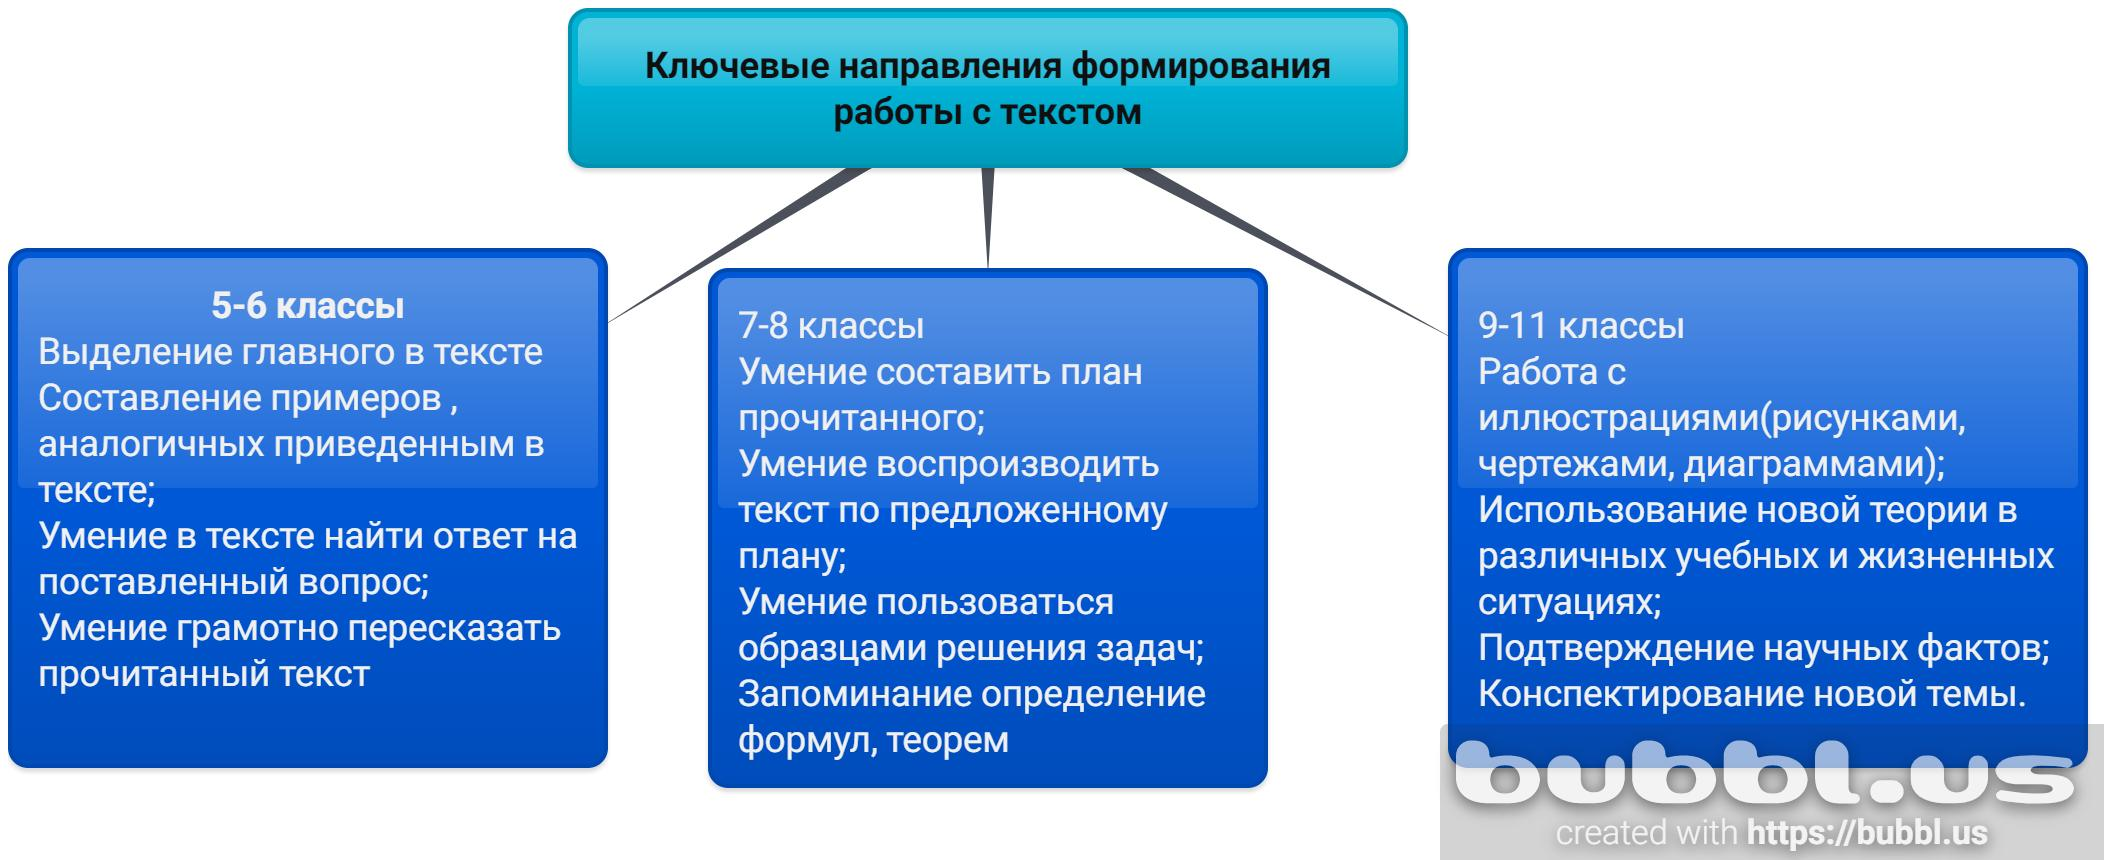 Ключевые направления формирования
работы с текстом
5-6 классы
Выделение главного в тексте
Составление примеров ,
аналогичных приведенным в
тексте;
Умение в тексте найти ответ на
поставленный вопрос;
Умение грамотно пересказать
прочитанный текст
7-8 классы
Умение составить план
прочитанного;
Умение воспроизводить
текст по предложенному
плану;
Умение пользоваться
образцами решения задач;
Запоминание определение
формул, теорем
9-11 классы
Работа с
иллюстрациями(рисунками,
чертежами, диаграммами);
Использование новой теории в
различных учебных и жизненных
ситуациях;
Подтверждение научных фактов;
Конспектирование новой темы.
bubbl.us
created with https://bubbl.us